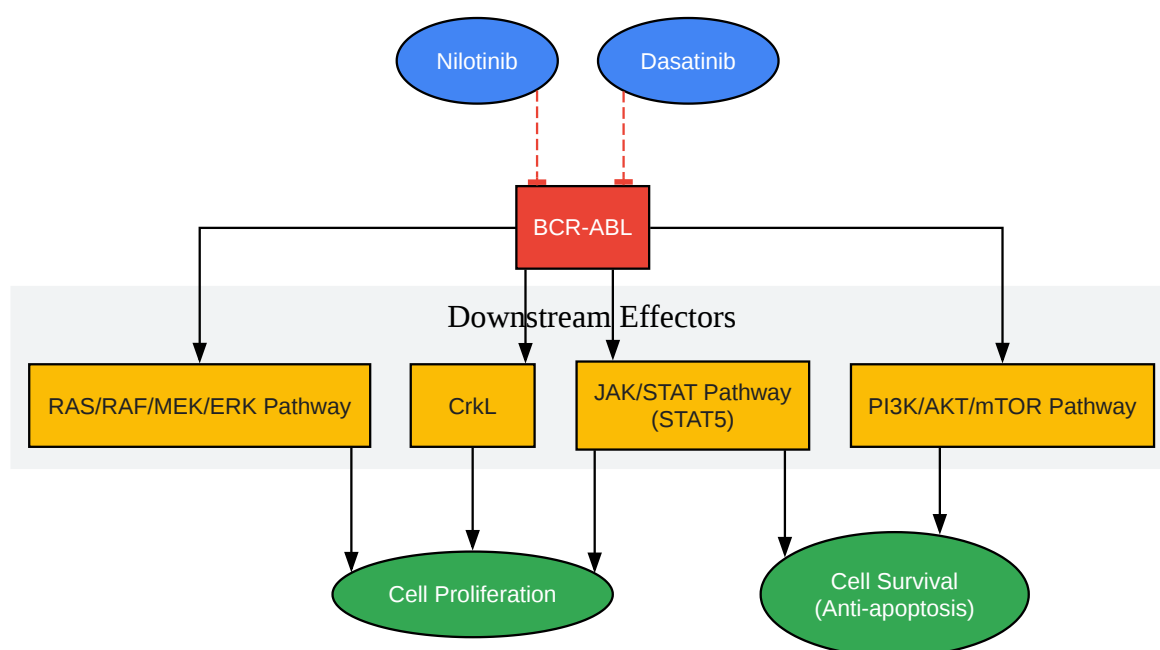 Nilotinib
Dasatinib
BCR-ABL
Downstream Effectors
RAS/RAF/MEK/ERK Pathway
CrkL
JAK/STAT Pathway
(STAT5)
PI3K/AKT/mTOR Pathway
Cell Proliferation
Cell Survival
(Anti-apoptosis)